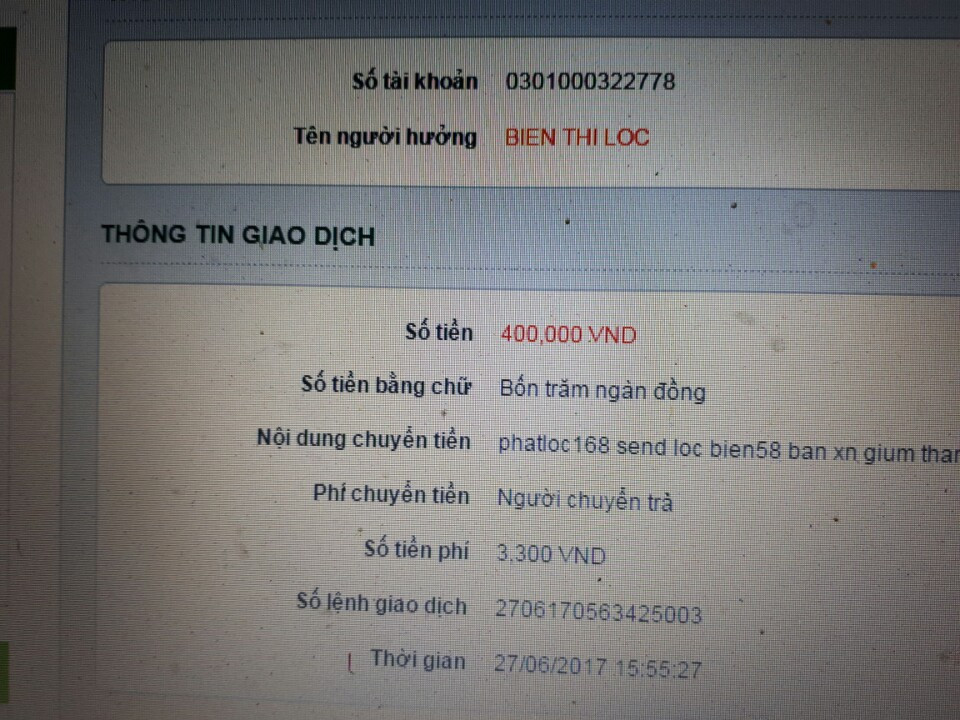 Số tài khoản 0301000322778
Tên người hưởng BIEN THI LOC
THÔNG TIN GIAO DỊCH
Số tiền 400,000 VND
Số tiền bằng chữ Bốn trăm ngàn đồng
Nội dung chuyển tiền phatloc168 send loc bien58 ban xn gium
Phí chuyển tiền Người chuyển trả
Số tiền phí 3,300 VND
Số lệnh giao dịch 2706170563425003
Thời gian 27/06/2017 15:55:27